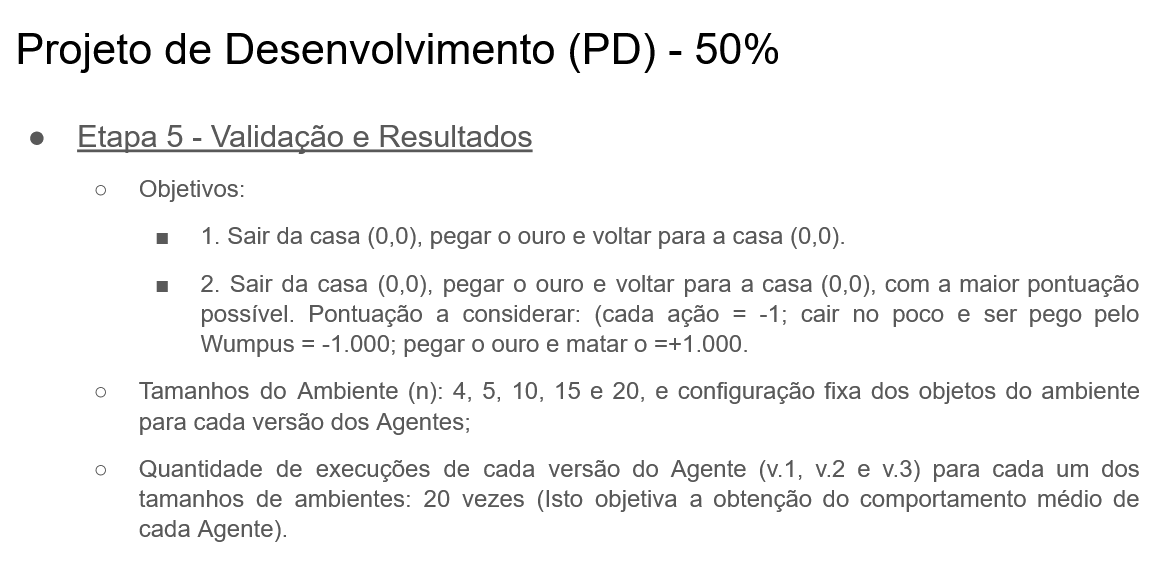 Projeto de Desenvolvimento (PD) - 50%
● Etapa 5 - Validação e Resultados
○ Objetivos:
■ 1. Sair da casa (0,0), pegar o ouro e voltar para a casa (0,0).
■ 2. Sair da casa (0,0), pegar o ouro e voltar para a casa (0,0), com a maior pontuação
possível. Pontuação a considerar: (cada ação = -1; cair no poco e ser pego pelo
Wumpus = -1.000; pegar o ouro e matar o =+1.000.
○ Tamanhos do Ambiente (n): 4, 5, 10, 15 e 20, e configuração fixa dos objetos do ambiente
para cada versão dos Agentes;
○ Quantidade de execuções de cada versão do Agente (v.1, v.2 e v.3) para cada um dos
tamanhos de ambientes: 20 vezes (Isto objetiva a obtenção do comportamento médio de
cada Agente).